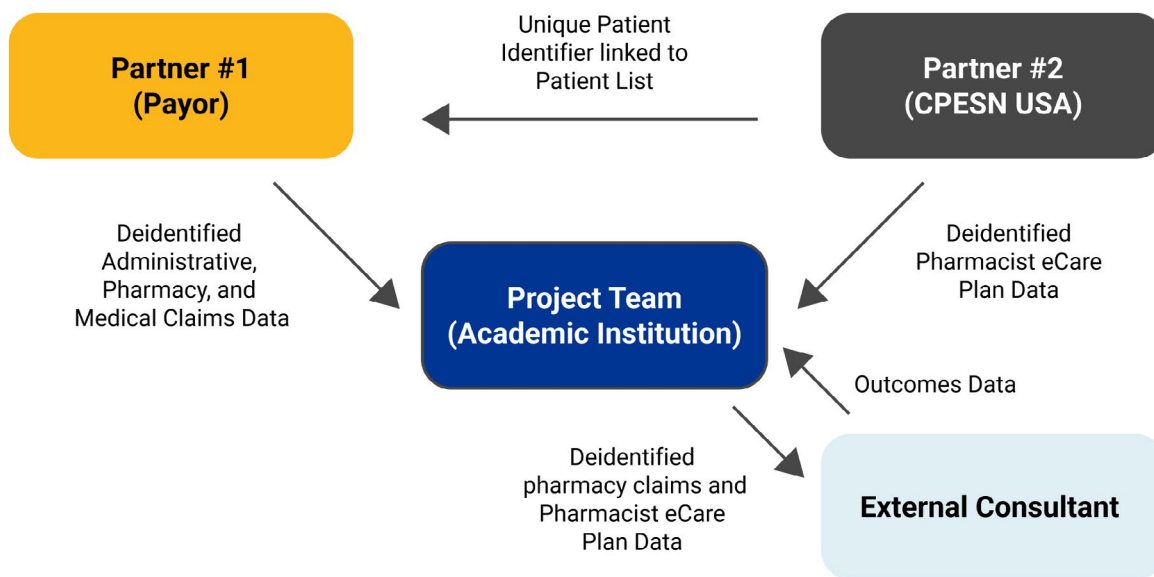 Partner #1
(Payor)
Unique Patient
Identifier linked to
Patient List
Partner #2
(CPESN USA)
Deidentified
Administrative,
Pharmacy, and
Medical Claims Data
Project Team
(Academic Institution)
Deidentified
Pharmacist eCare
Plan Data
Outcomes Data
Deidentified
pharmacy claims and
Pharmacist eCare
Plan Data
External Consultant